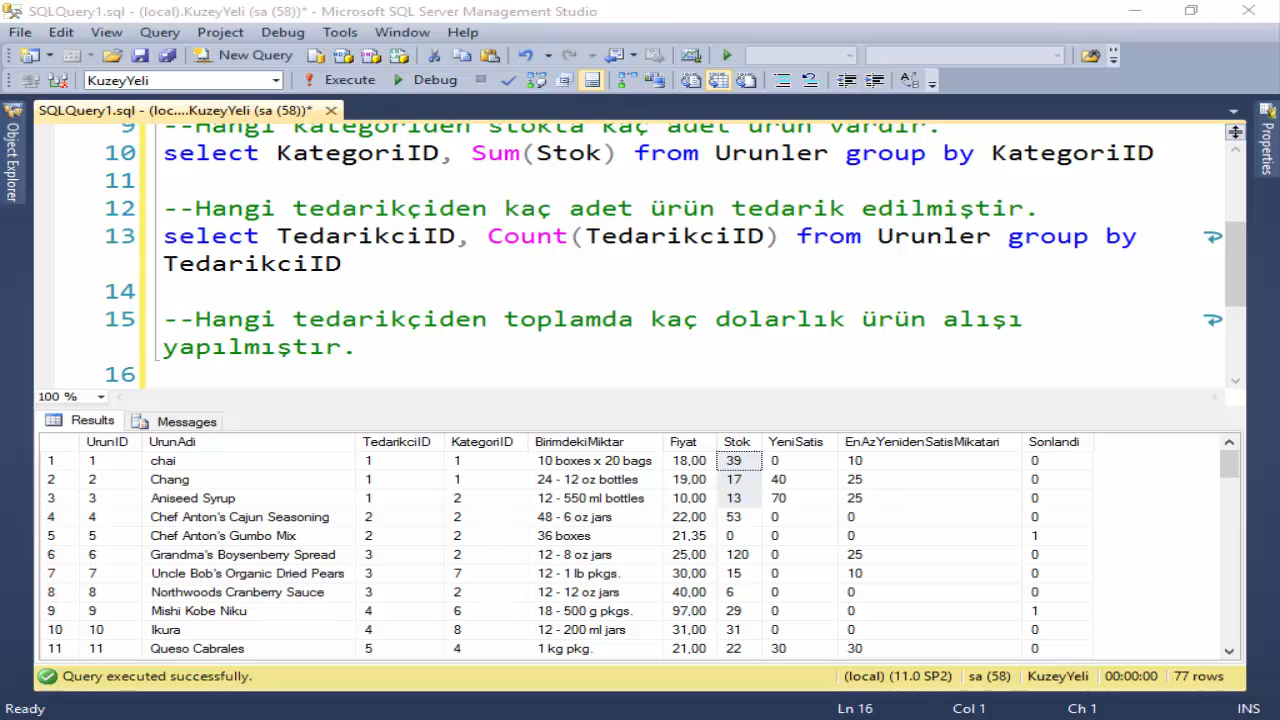 SQLQuery1.sql - (local).KuzeyYeli (sa (58))* - Microsoft SQL Server Management Studio
File Edit View Query Project Debug Tools Window Help
New Query
KuzeyYeli Execute Debug
SQLQuery1.sql - (loc....KuzeyYeli (sa (58))*
Object Explorer
Properties
9 --Hangi kategoriden stokta kaç adet ürün vardır.
10 select KategoriID, Sum(Stok) from Urunler group by KategoriID
11
12 --Hangi tedarikçiden kaç adet ürün tedarik edilmiştir.
13 select TedarikciID, Count(TedarikciID) from Urunler group by
TedarikciID
14
15 --Hangi tedarikçiden toplamda kaç dolarlık ürün alışı
yapılmıştır.
16
100 %
Results Messages
UrunID UrunAdi TedarikciID KategoriID BirimdekiMiktar Fiyat Stok YeniSatis EnAzYenidenSatisMikatari Sonlandi
1 1 chai 1 1 10 boxes x 20 bags 18,00 39 0 10 0
2 2 Chang 1 1 24 - 12 oz bottles 19,00 17 40 25 0
3 3 Aniseed Syrup 1 2 12 - 550 ml bottles 10,00 13 70 25 0
4 4 Chef Anton's Cajun Seasoning 2 2 48 - 6 oz jars 22,00 53 0 0 0
5 5 Chef Anton's Gumbo Mix 2 2 36 boxes 21,35 0 0 0 1
6 6 Grandma's Boysenberry Spread 3 2 12 - 8 oz jars 25,00 120 0 25 0
7 7 Uncle Bob's Organic Dried Pears 3 7 12 - 1 lb pkgs. 30,00 15 0 10 0
8 8 Northwoods Cranberry Sauce 3 2 12 - 12 oz jars 40,00 6 0 0 0
9 9 Mishi Kobe Niku 4 6 18 - 500 g pkgs. 97,00 29 0 0 1
10 10 Ikura 4 8 12 - 200 ml jars 31,00 31 0 0 0
11 11 Queso Cabrales 5 4 1 kg pkg. 21,00 22 30 30 0
Query executed successfully. (local) (11.0 SP2) sa (58) KuzeyYeli 00:00:00 77 rows
Ready Ln 16 Col 1 Ch 1 INS